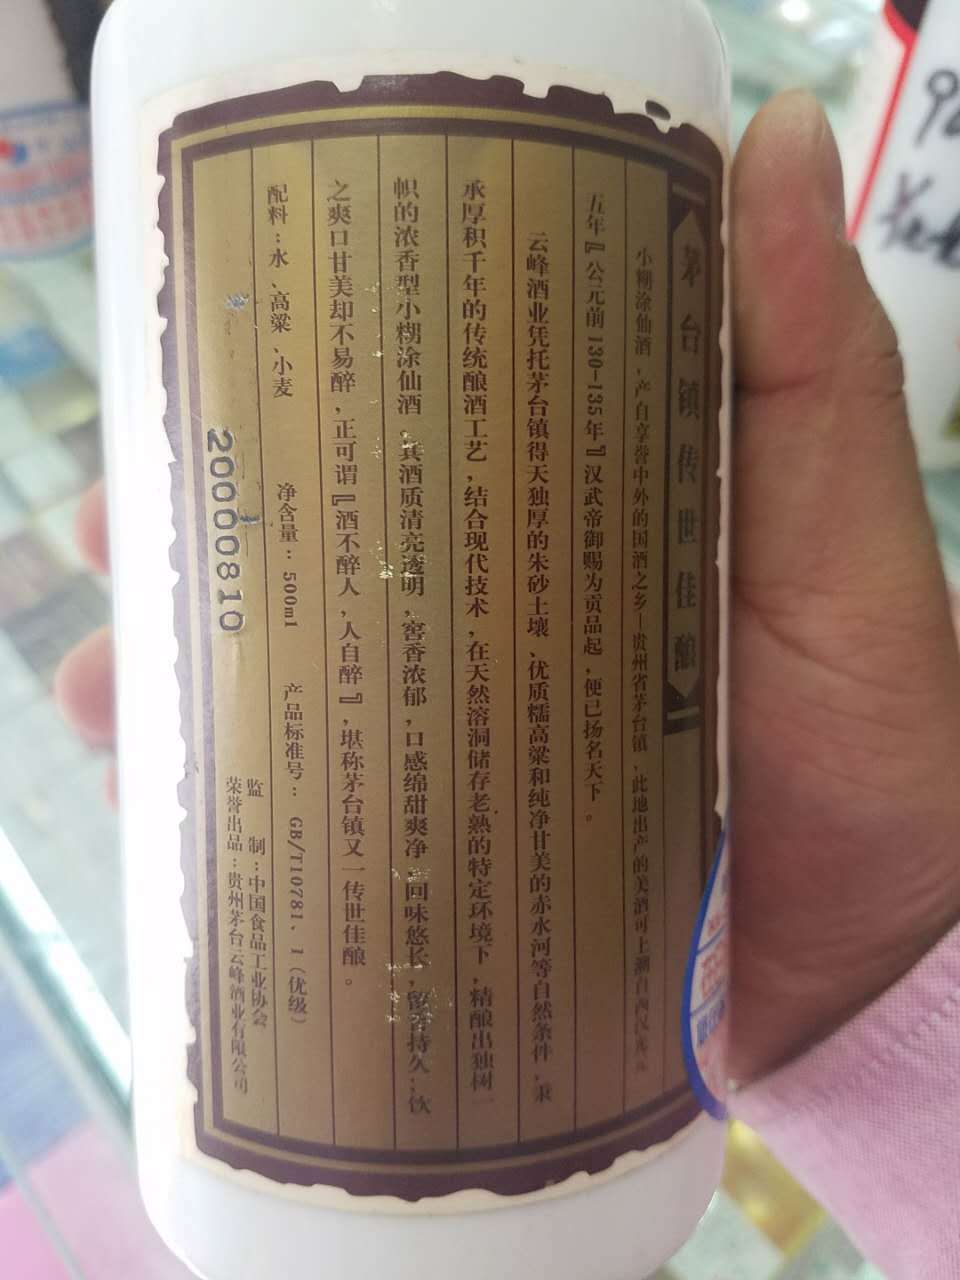 茅台镇传世佳酿
小糊涂仙酒，产自享誉中外的国酒之乡—贵州省茅台镇，此地出产的美酒可上溯自西汉
五年『公元前130—135年』汉武帝御赐为贡品起，便已扬名天下。
云峰酒业凭托茅台镇得天独厚的朱砂土壤、优质糯高粱和纯净甘美的赤水河等自然条件，秉
承厚积千年的传统酿酒工艺，结合现代技术，在天然溶洞储存老熟的特定环境下，精酿出独树一
帜的浓香型小糊涂仙酒。其酒质清亮透明，窖香浓郁，口感绵甜爽净，回味悠长，留香持久，饮
之爽口甘美却不易醉，正可谓『酒不醉人，人自醉』，堪称茅台镇又一传世佳酿。
配料：水、高粱、小麦 净含量：500ml 产品标准号：GB/T10781.1（优级）
监 制：中国食品工业协会
荣誉出品：贵州茅台云峰酒业有限公司
20000810